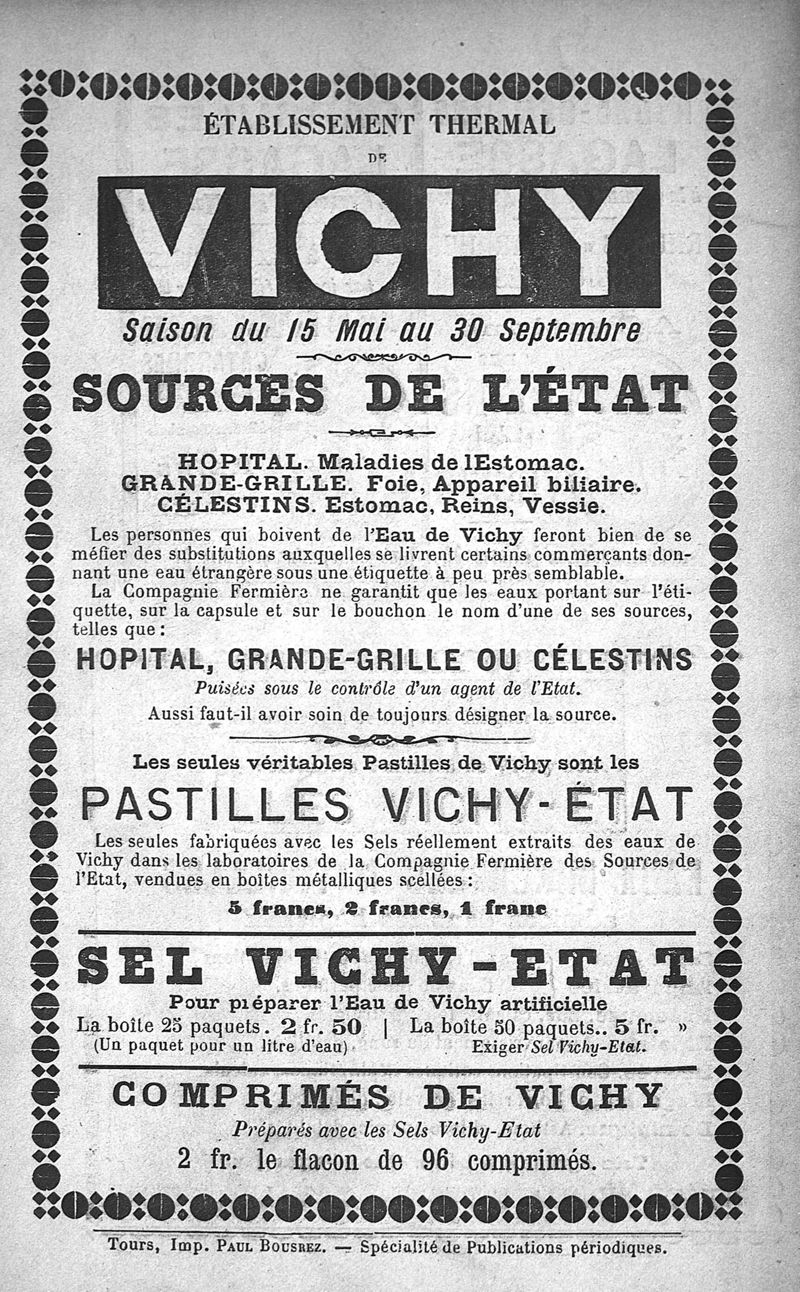 ÉTABLISSEMENT THERMAL
DE
VICHY
Saison du 15 Mai au 30 Septembre
SOURCES DE L'ÉTAT
HOPITAL. Maladies de lEstomac.
GRANDE-GRILLE. Foie, Appareil biliaire.
CÉLESTINS. Estomac, Reins, Vessie.
Les personnes qui boivent de l'Eau de Vichy feront bien de se
méfier des substitutions auxquelles se livrent certains commerçants don-
nant une eau étrangère sous une étiquette à peu près semblable.
La Compagnie Fermière ne garantit que les eaux portant sur l'éti-
quette, sur la capsule et sur le bouchon le nom d'une de ses sources,
telles que :
HOPITAL, GRANDE-GRILLE OU CÉLESTINS
Puisées sous le contrôle d'un agent de l'Etat.
Aussi faut-il avoir soin de toujours désigner la source.
Les seules véritables Pastilles de Vichy sont les
PASTILLES VICHY-ÉTAT
Les seules fabriquées avec les Sels réellement extraits des eaux de
Vichy dans les laboratoires de la Compagnie Fermière des Sources de
l'Etat, vendues en boîtes métalliques scellées :
5 francs, 2 francs, 1 franc
SEL VICHY-ETAT
Pour préparer l'Eau de Vichy artificielle
La boîte 25 paquets. 2 fr. 50 | La boîte 50 paquets.. 5 fr. »
(Un paquet pour un litre d'eau). Exiger Sel Vichy-Etat.
COMPRIMÉS DE VICHY
Préparés avec les Sels Vichy-Etat
2 fr. le flacon de 96 comprimés.
Tours, Imp. PAUL BOUSREZ. — Spécialité de Publications périodiques.